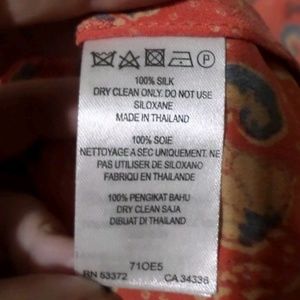 P
100% SILK
DRY CLEAN ONLY. DO NOT USE
SILOXANE
MADE IN THAILAND
100% SOIE
NETTOYAGE A SEC UNIQUEMENT. NE
PAS UTILISER DE SILOXANO
FABRIQU EN THAILANDE
100% PENGIKAT BAHU
DRY CLEAN SAJA
DIBUAT DI THAILAND
71OE5
RN 53372 CA 34336